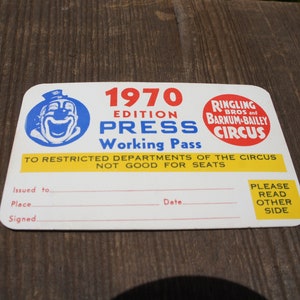 1970
EDITION
PRESS
Working Pass
RINGLING
BROS AND
BARNUM & BAILEY
CIRCUS
TO RESTRICTED DEPARTMENTS OF THE CIRCUS
NOT GOOD FOR SEATS
Issued to
Place Date
Signed
PLEASE
READ
OTHER
SIDE